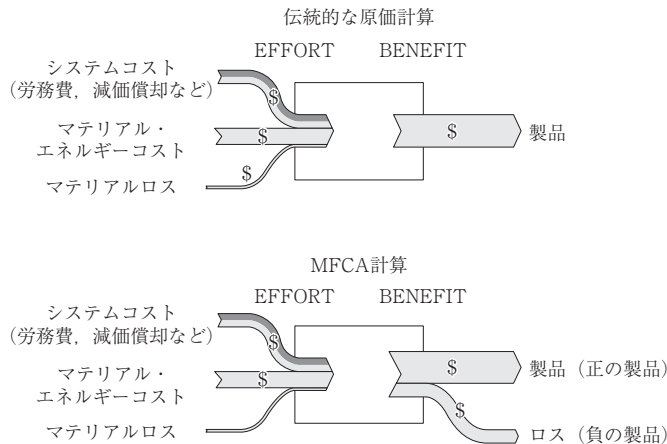 伝統的な原価計算
EFFORT BENEFIT
システムコスト
（労務費，減価償却など）
$
マテリアル・
エネルギーコスト
$
$
製品
$
マテリアルロス
MFCA計算
EFFORT BENEFIT
システムコスト
（労務費，減価償却など）
$
マテリアル・
エネルギーコスト
$
$
製品（正の製品）
$
マテリアルロス
ロス（負の製品）